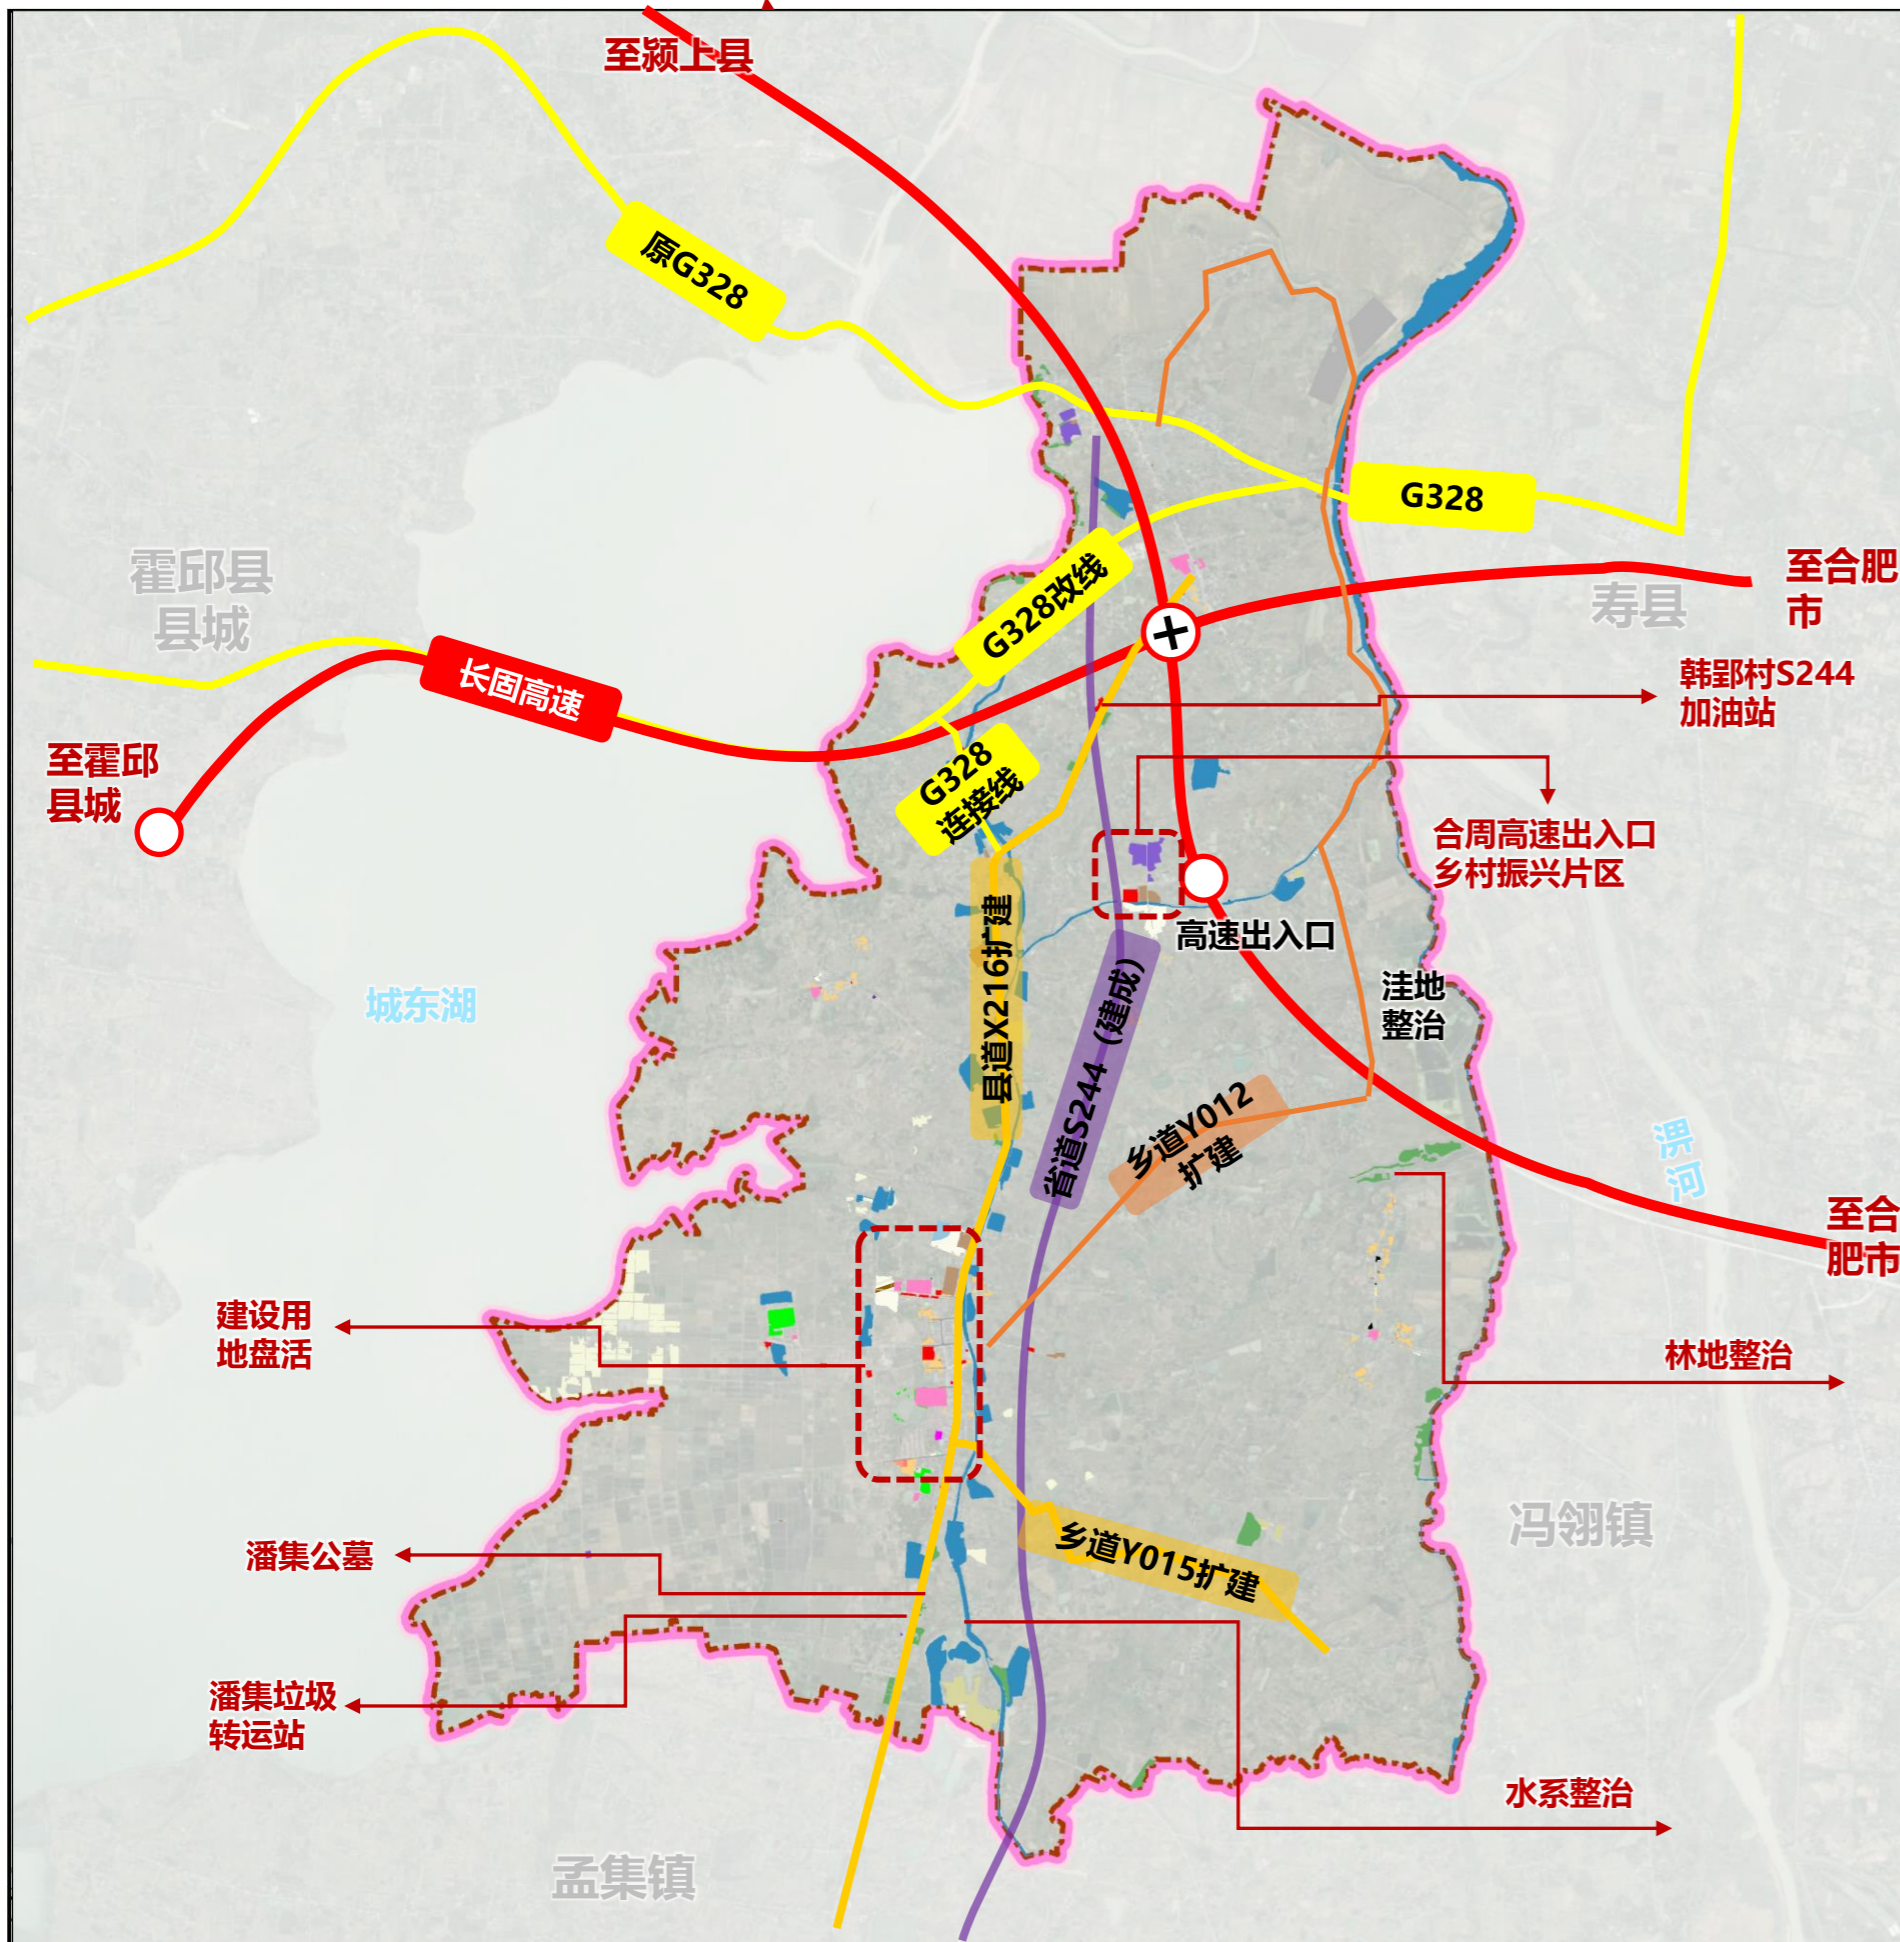 至颍上县
原G328
G328
霍邱县
县城
G328改线
至合肥
市
寿县
长固高速
韩郢村S244
加油站
至霍邱
县城
G328
连接线
合周高速出入口
乡村振兴片区
高速出入口
城东湖
县道X216扩建
省道S244（建成）
洼地
整治
乡道Y012
扩建
淠
河
至合
肥市
建设用
地盘活
林地整治
潘集公墓
乡道Y015扩建
冯翎镇
潘集垃圾
转运站
水系整治
孟集镇